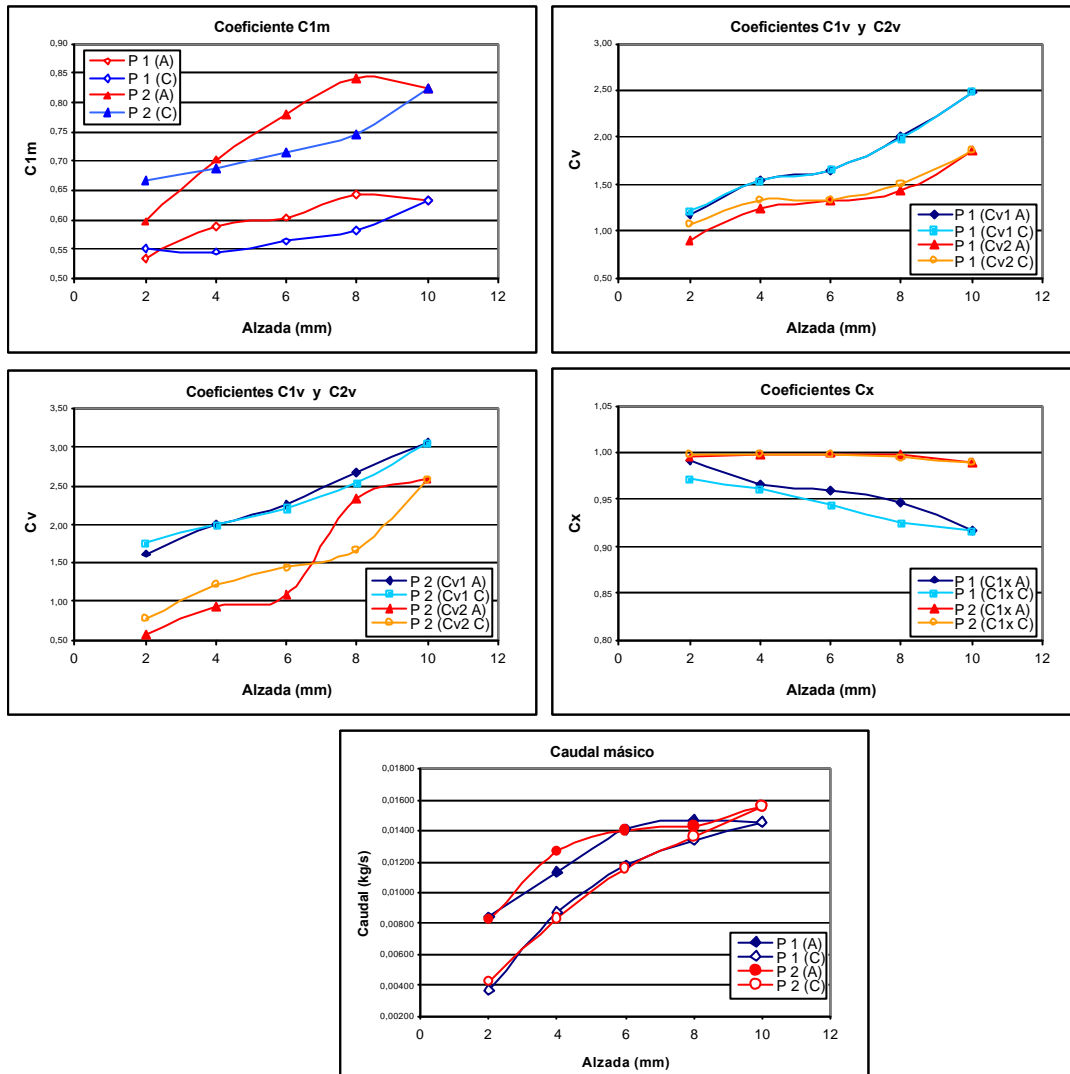 Coeficiente C1m
0,90
0,85
0,80
0,75
0,70
0,65
0,60
0,55
0,50
C1m
P 1 (A)
P 1 (C)
P 2 (A)
P 2 (C)
0 2 4 6 8 10 12
Alzada (mm)
Coeficientes C1v y C2v
3,00
2,50
2,00
1,50
1,00
0,50
Cv
P 1 (Cv1 A)
P 1 (Cv1 C)
P 1 (Cv2 A)
P 1 (Cv2 C)
0 2 4 6 8 10 12
Alzada (mm)
Coeficientes C1v y C2v
3,50
3,00
2,50
2,00
1,50
1,00
0,50
Cv
P 2 (Cv1 A)
P 2 (Cv1 C)
P 2 (Cv2 A)
P 2 (Cv2 C)
0 2 4 6 8 10 12
Alzada (mm)
Coeficientes Cx
1,05
1,00
0,95
0,90
0,85
0,80
Cx
P 1 (C1x A)
P 1 (C1x C)
P 2 (C1x A)
P 2 (C1x C)
0 2 4 6 8 10 12
Alzada (mm)
Caudal másico
0,01800
0,01600
0,01400
0,01200
0,01000
0,00800
0,00600
0,00400
0,00200
Caudal (kg/s)
P 1 (A)
P 1 (C)
P 2 (A)
P 2 (C)
0 2 4 6 8 10 12
Alzada (mm)